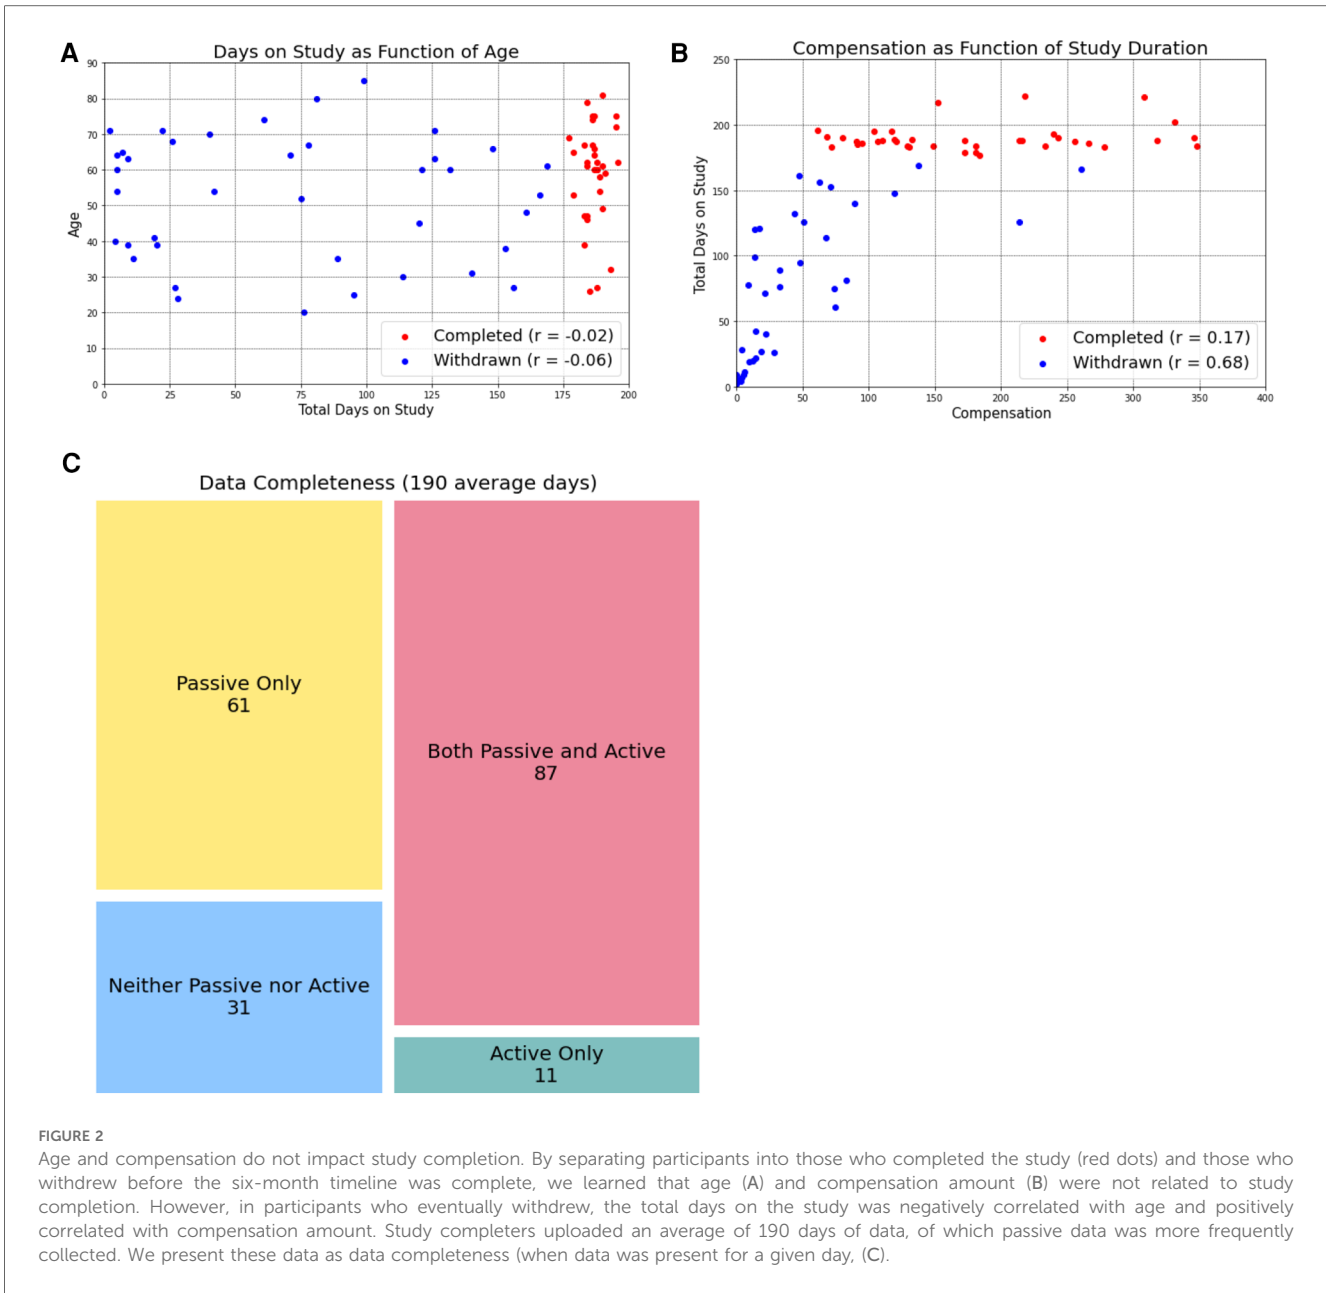 A
Days on Study as Function of Age
90
80
70
60
50
40
30
20
10
0
Age
0 25 50 75 100 125 150 175 200
Total Days on Study
Completed (r = -0.02)
Withdrawn (r = -0.06)
B
Compensation as Function of Study Duration
250
200
150
100
50
0
Total Days on Study
0 50 100 150 200 250 300 350 400
Compensation
Completed (r = 0.17)
Withdrawn (r = 0.68)
C
Data Completeness (190 average days)
Passive Only
61
Both Passive and Active
87
Neither Passive nor Active
31
Active Only
11
FIGURE 2
Age and compensation do not impact study completion. By separating participants into those who completed the study (red dots) and those who
withdrew before the six-month timeline was complete, we learned that age (A) and compensation amount (B) were not related to study
completion. However, in participants who eventually withdrew, the total days on the study was negatively correlated with age and positively
correlated with compensation amount. Study completers uploaded an average of 190 days of data, of which passive data was more frequently
collected. We present these data as data completeness (when data was present for a given day, (C).